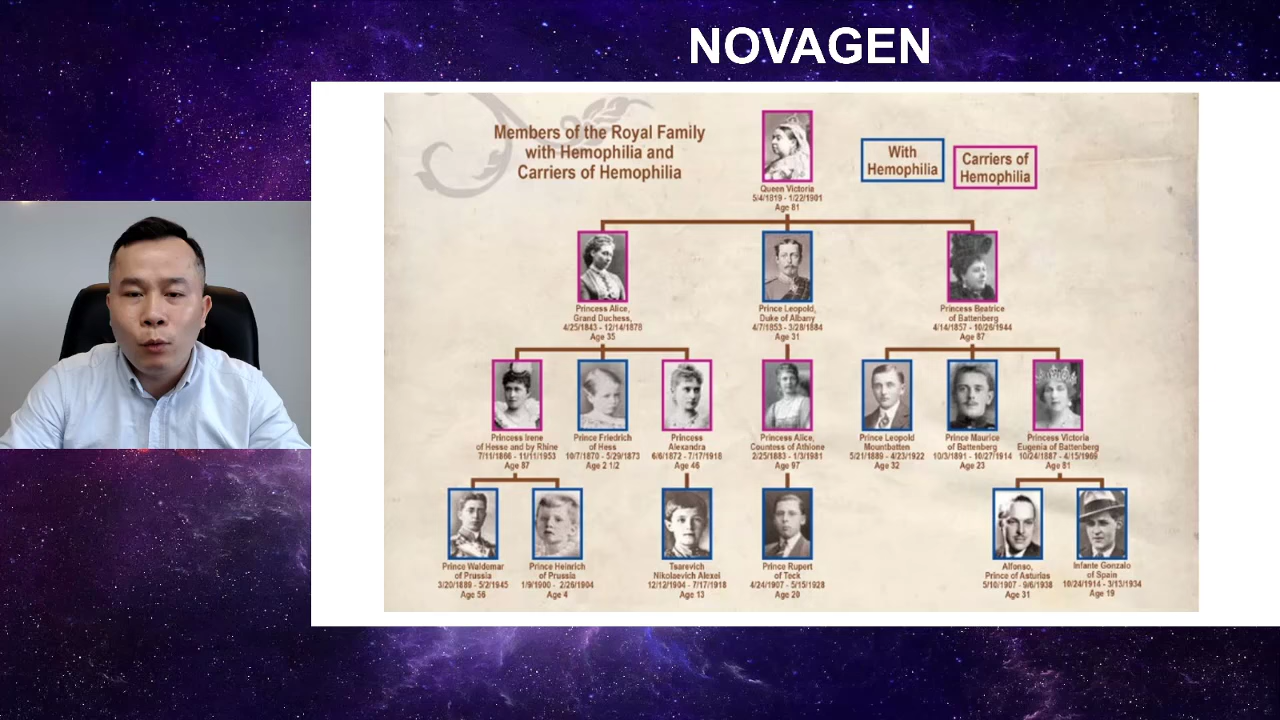 NOVAGEN
Members of the Royal Family
with Hemophilia and
Carriers of Hemophilia
With
Hemophilia
Carriers of
Hemophilia
Queen Victoria
5/4/1819 - 1/22/1901
Age 81
Princess Alice,
Grand Duchess,
4/25/1843 - 12/14/1878
Age 35
Prince Leopold,
Duke of Albany
4/7/1853 - 3/28/1884
Age 31
Princess Beatrice
of Battenberg
4/14/1857 - 10/26/1944
Age 87
Princess Irene
of Hesse and by Rhine
7/11/1866 - 11/11/1953
Age 87
Prince Friedrich
of Hess
10/7/1870 - 5/29/1873
Age 2 1/2
Princess
Alexandra
6/6/1872 - 7/17/1918
Age 46
Princess Alice,
Countess of Athlone
2/25/1883 - 1/3/1981
Age 97
Prince Leopold
Mountbatten
5/21/1889 - 4/23/1922
Age 32
Prince Maurice
of Battenberg
10/3/1891 - 10/27/1914
Age 23
Princess Victoria
Eugenia of Battenberg
10/24/1887 - 4/15/1969
Age 81
Prince Waldemar
of Prussia
3/20/1889 - 5/2/1945
Age 56
Prince Heinrich
of Prussia
1/9/1900 - 2/26/1904
Age 4
Tsarevich
Nikolaevich Alexei
12/12/1904 - 7/17/1918
Age 13
Prince Rupert
of Teck
4/24/1907 - 5/15/1928
Age 20
Alfonso,
Prince of Asturias
5/10/1907 - 9/6/1938
Age 31
Infante Gonzalo
of Spain
10/24/1914 - 3/13/1934
Age 19